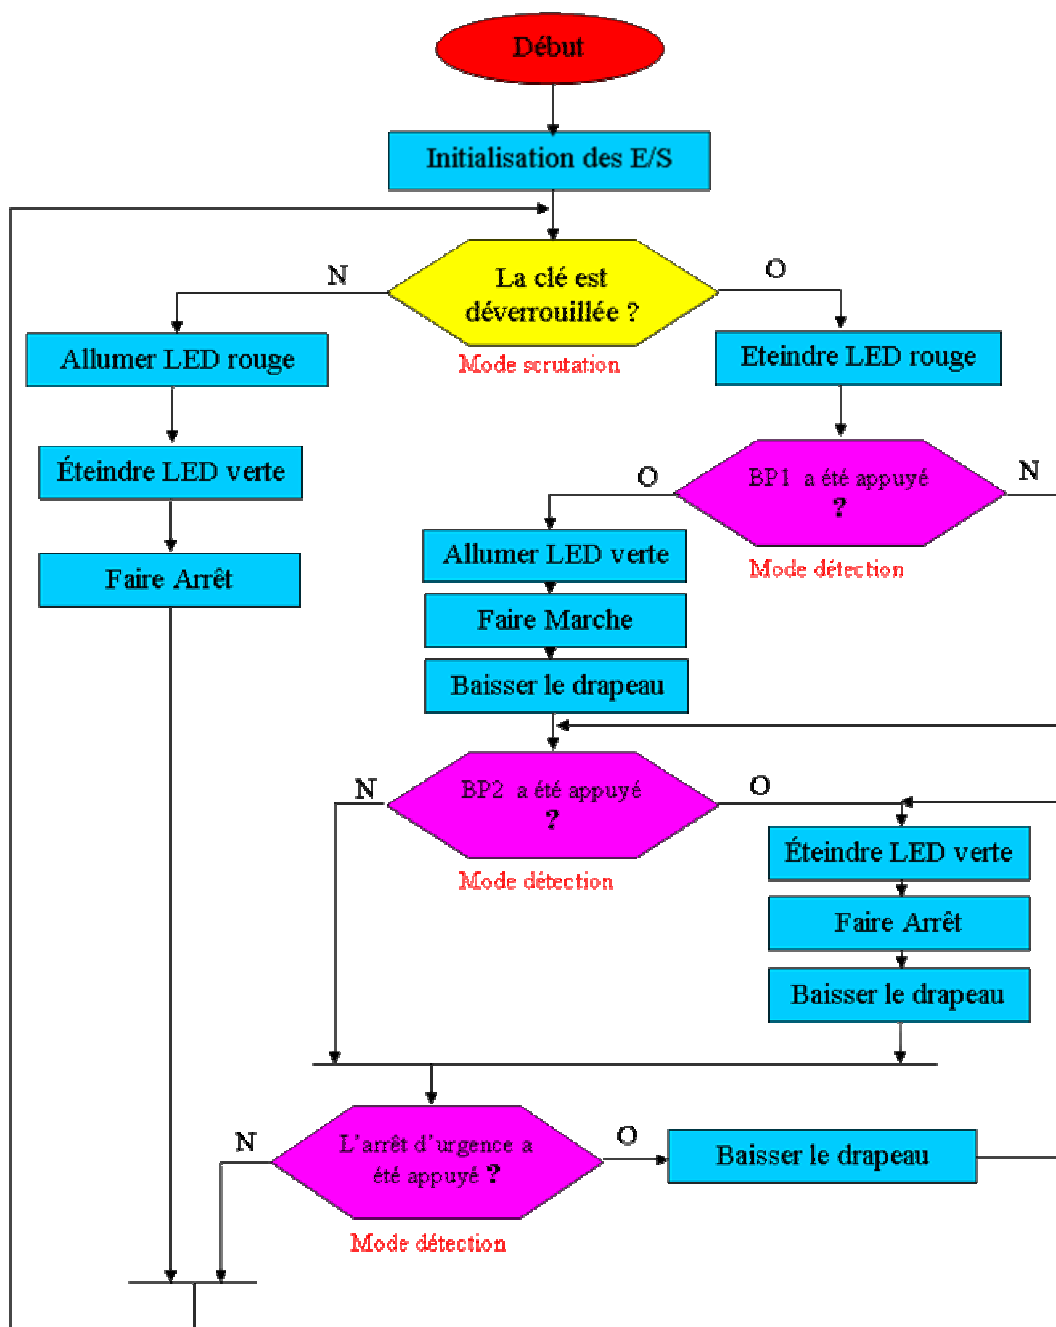 Début
Initialisation des E/S
N
O
La clé est
déverrouillée ?
Mode scrutation
Allumer LED rouge
Eteindre LED rouge
Éteindre LED verte
O
BP1 a été appuyé
?
N
Mode détection
Allumer LED verte
Faire Arrêt
Faire Marche
Baisser le drapeau
N
BP2 a été appuyé
?
O
Mode détection
Éteindre LED verte
Faire Arrêt
Baisser le drapeau
N
L'arrêt d'urgence a
été appuyé ?
O
Baisser le drapeau
Mode détection